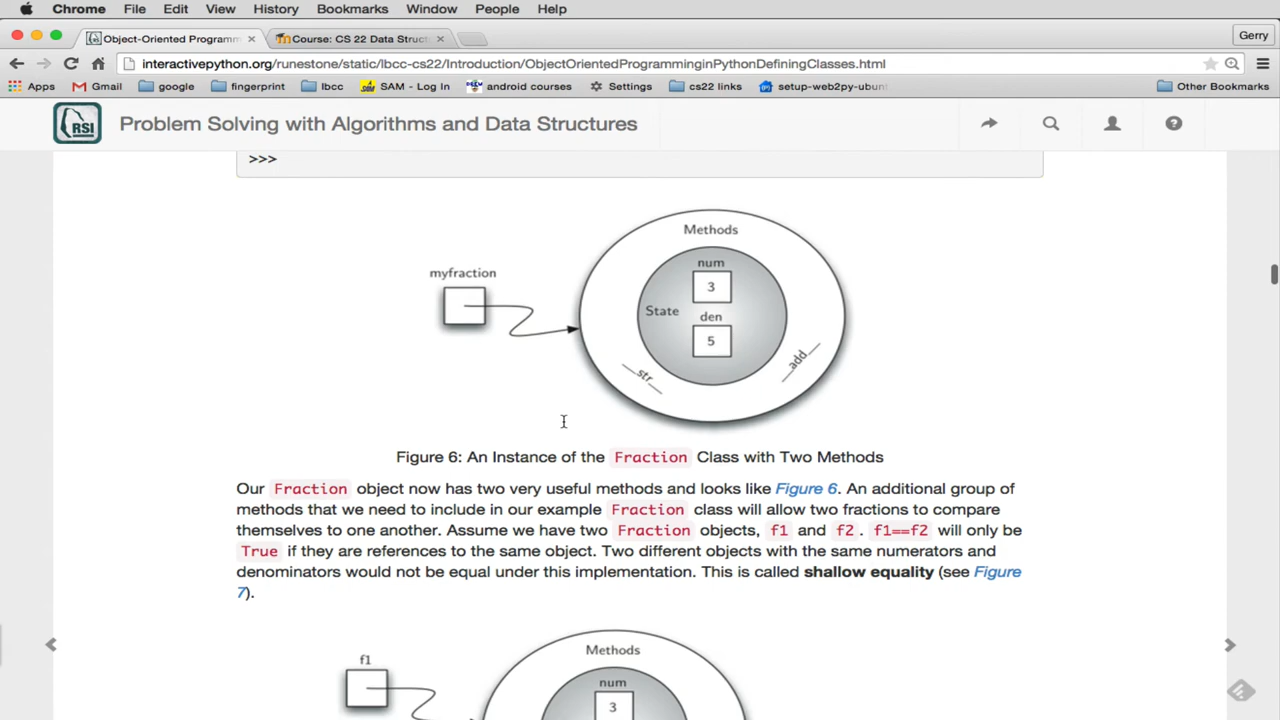 Chrome File Edit View History Bookmarks Window People Help
Object-Oriented Programm
Course: CS 22 Data Struct
Gerry
interactivepython.org/runestone/static/lbcc-cs22/Introduction/ObjectOrientedProgramminginPythonDefiningClasses.html
Apps Gmail google fingerprint lbcc SAM - Log In android courses Settings cs22 links setup-web2py-ubunt Other Bookmarks
RSI
Problem Solving with Algorithms and Data Structures
>>>
Methods
num
myfraction
3
State
den
5
__str__
__add__
Figure 6: An Instance of the Fraction Class with Two Methods
Our Fraction object now has two very useful methods and looks like Figure 6. An additional group of
methods that we need to include in our example Fraction class will allow two fractions to compare
themselves to one another. Assume we have two Fraction objects, f1 and f2. f1==f2 will only be
True if they are references to the same object. Two different objects with the same numerators and
denominators would not be equal under this implementation. This is called shallow equality (see Figure
7).
Methods
f1
num
3